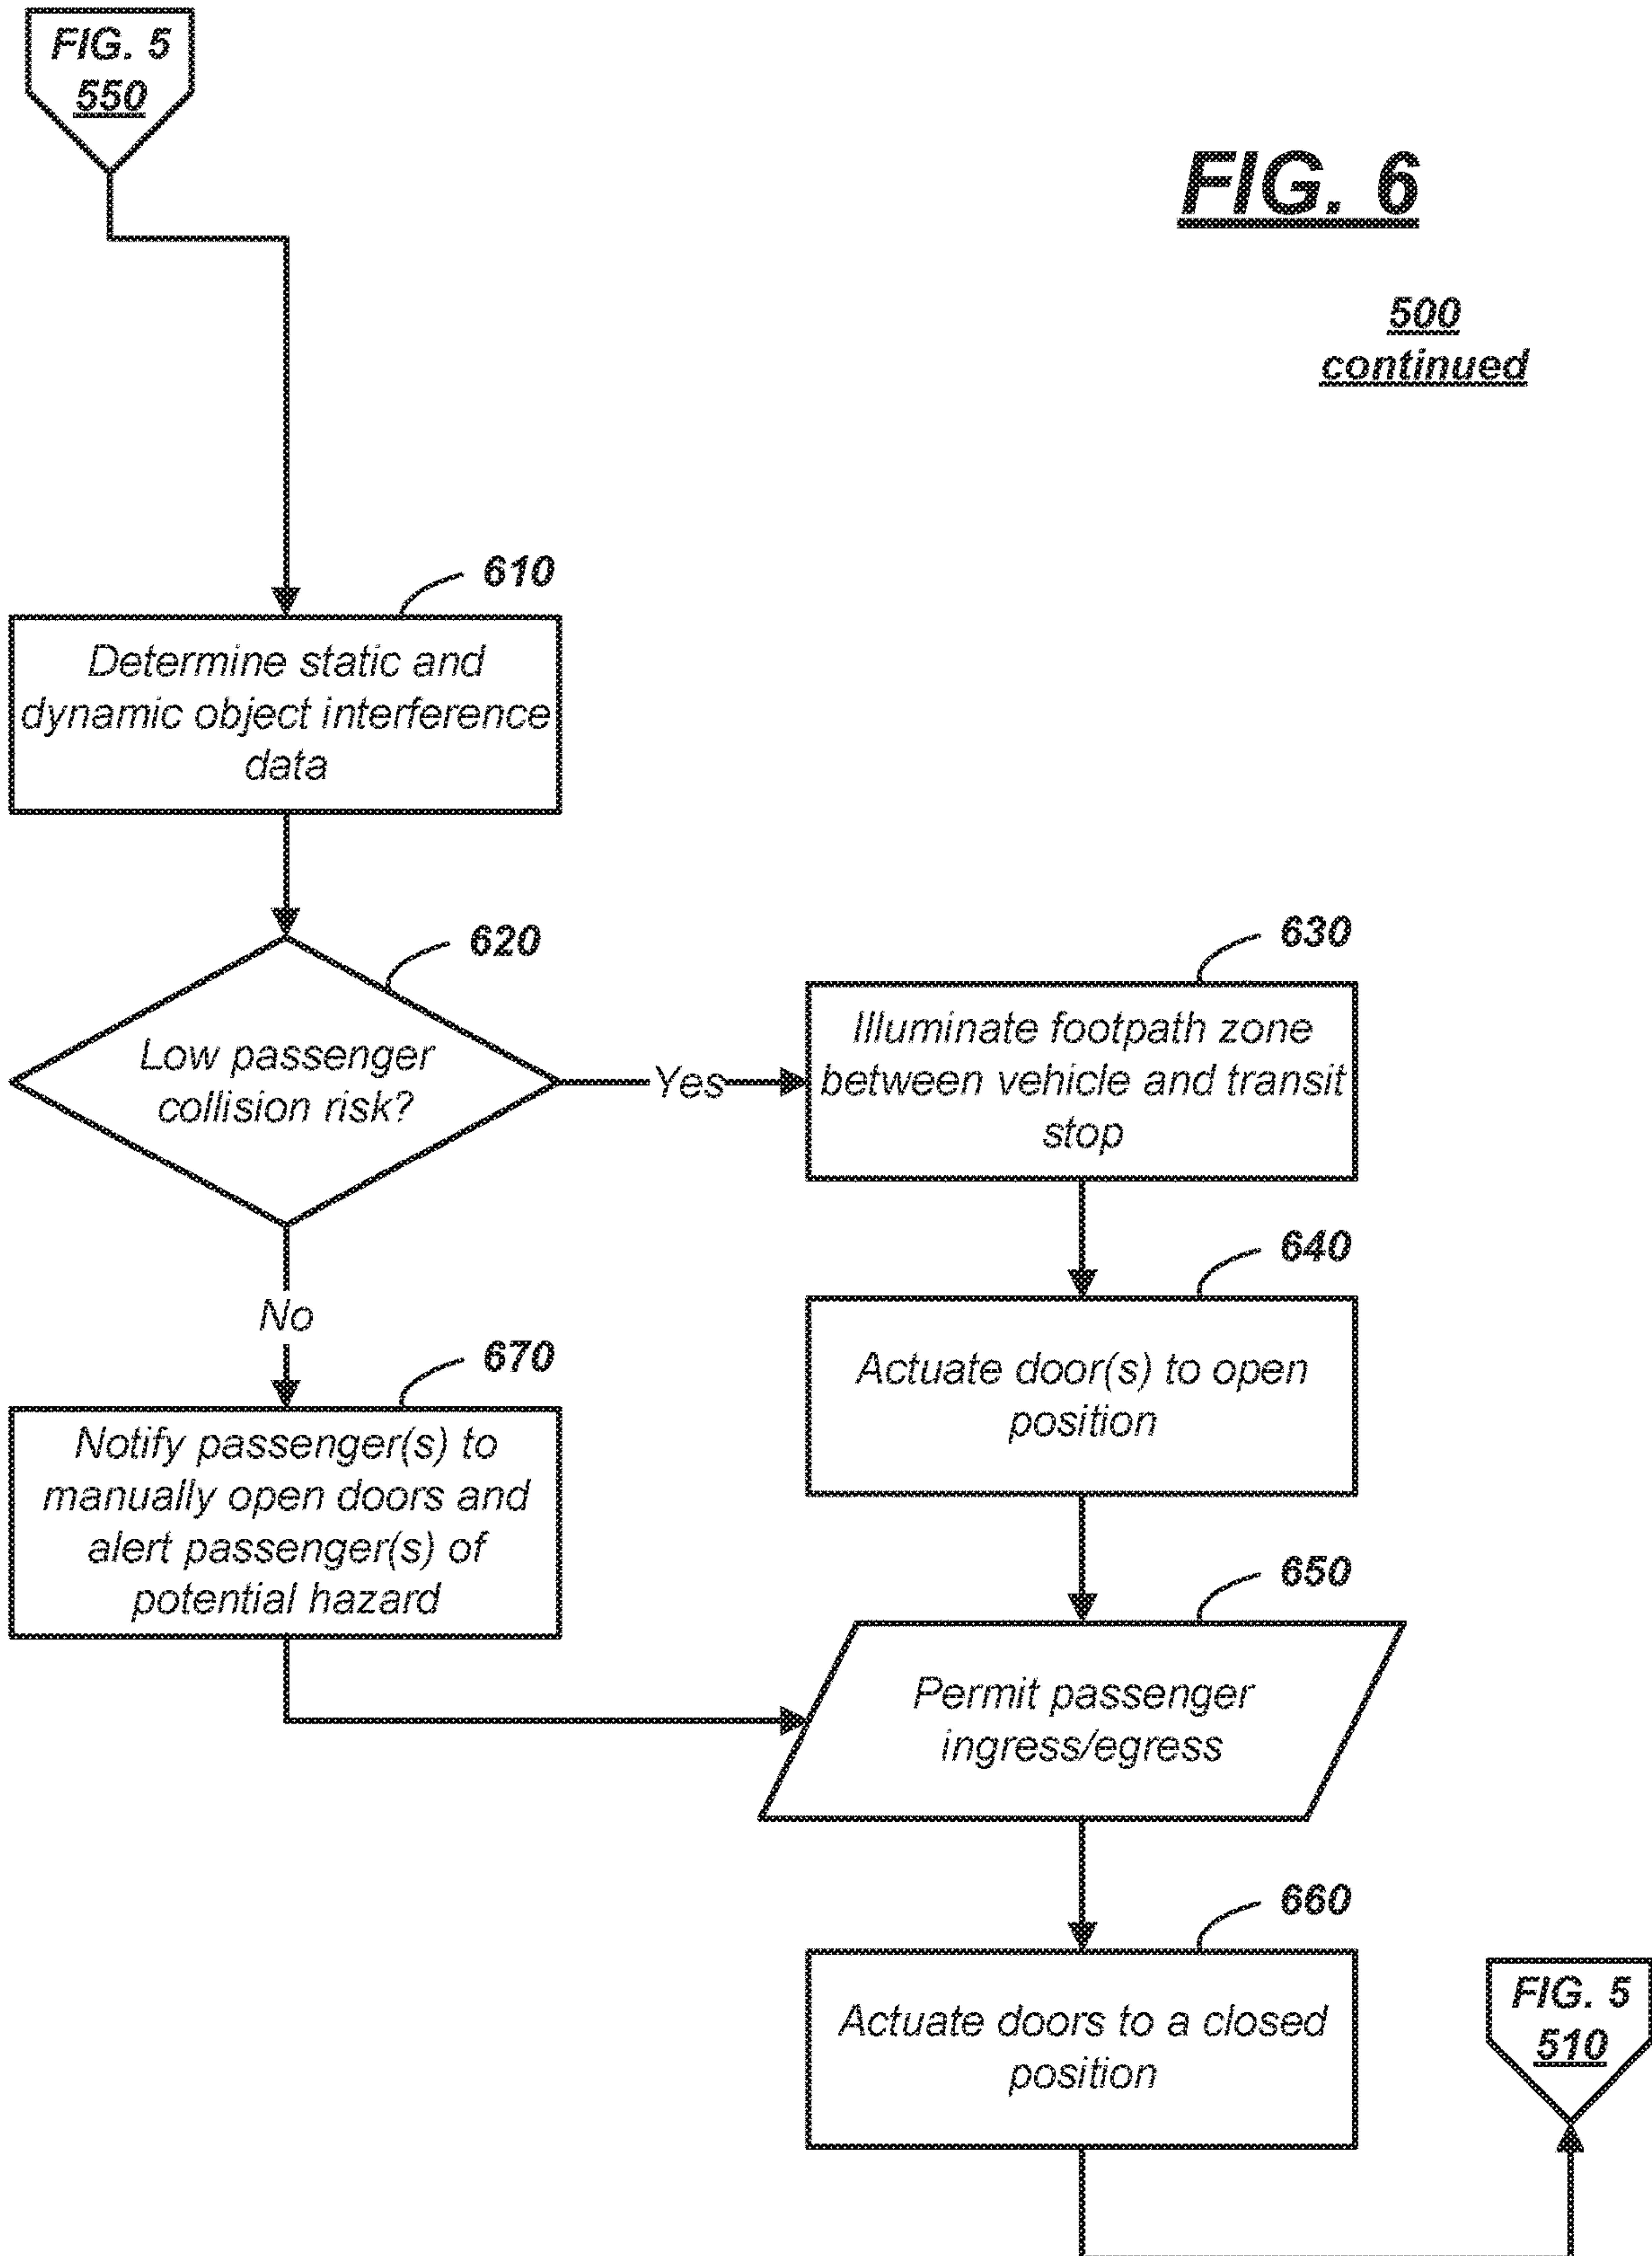 FIG. 5
550
FIG. 6
500
continued
610
Determine static and
dynamic object interference
data
620
Low passenger
collision risk?
Yes
630
Illuminate footpath zone
between vehicle and transit
stop
640
Actuate door(s) to open
position
No
670
Notify passenger(s) to
manually open doors and
alert passenger(s) of
potential hazard
650
Permit passenger
ingress/egress
660
Actuate doors to a closed
position
FIG. 5
510